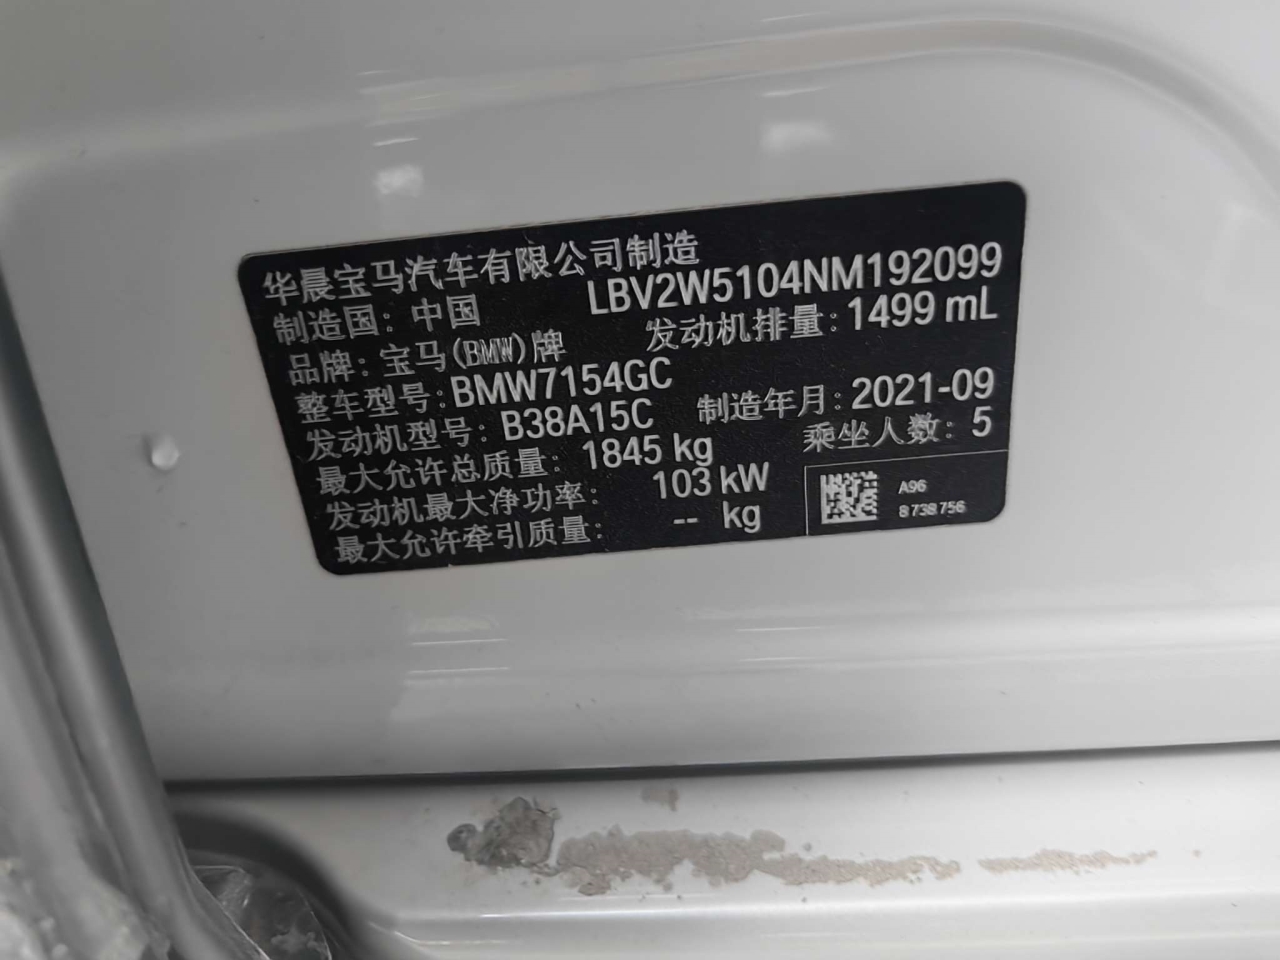 华晨宝马汽车有限公司制造
制造国：中国 LBV2W5104NM192099
品牌：宝马(BMW)牌 发动机排量：1499 mL
整车型号：BMW7154GC
发动机型号：B38A15C 制造年月：2021-09
最大允许总质量：1845 kg 乘坐人数：5
发动机最大净功率：103 kW
最大允许牵引质量：-- kg
A96
8738756